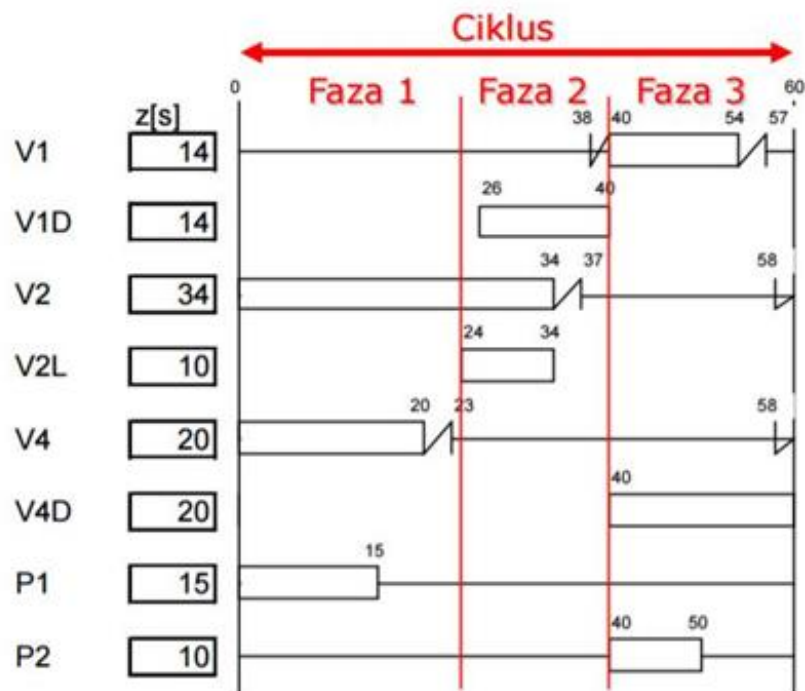 Ciklus
0 Faza 1 Faza 2 Faza 3 60
z[s]
V1 14 38 40 54 57
V1D 14 26 40
V2 34 34 37 58
V2L 10 24 34
V4 20 20 23 58
V4D 20 40
P1 15 15
P2 10 40 50